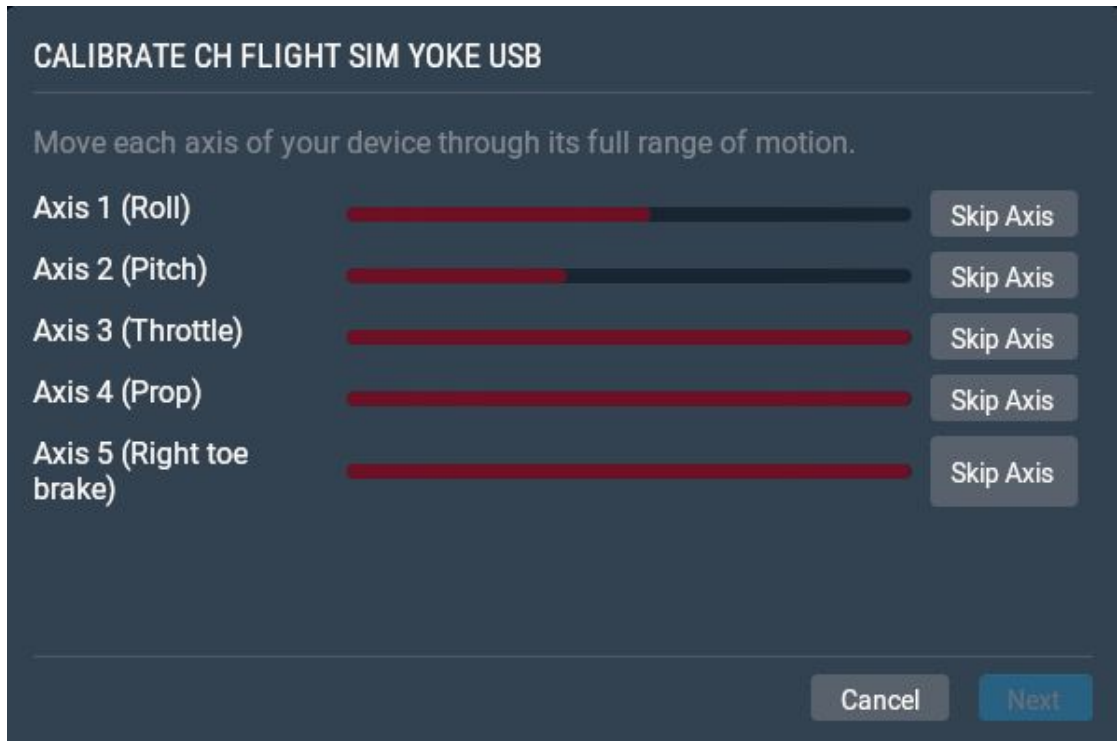 CALIBRATE CH FLIGHT SIM YOKE USB
Move each axis of your device through its full range of motion.
Axis 1 (Roll)
Skip Axis
Axis 2 (Pitch)
Skip Axis
Axis 3 (Throttle)
Skip Axis
Axis 4 (Prop)
Skip Axis
Axis 5 (Right toe
brake)
Skip Axis
Cancel
Next